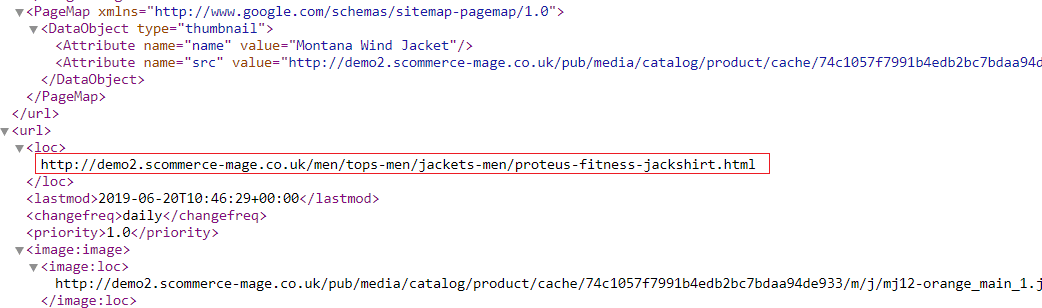 ▼<PageMap xmlns="http://www.google.com/schemas/sitemap-pagemap/1.0">
▼<DataObject type="thumbnail">
<Attribute name="name" value="Montana Wind Jacket"/>
<Attribute name="src" value="http://demo2.scommerce-mage.co.uk/pub/media/catalog/product/cache/74c1057f7991b4edb2bc7bdaa94d
</DataObject>
</PageMap>
</url>
▼<url>
▼<loc>
http://demo2.scommerce-mage.co.uk/men/tops-men/jackets-men/proteus-fitness-jackshirt.html
</loc>
<lastmod>2019-06-20T10:46:29+00:00</lastmod>
<changefreq>daily</changefreq>
<priority>1.0</priority>
▼<image:image>
▼<image:loc>
http://demo2.scommerce-mage.co.uk/pub/media/catalog/product/cache/74c1057f7991b4edb2bc7bdaa94de933/m/j/mj12-orange_main_1.j
</image:loc>